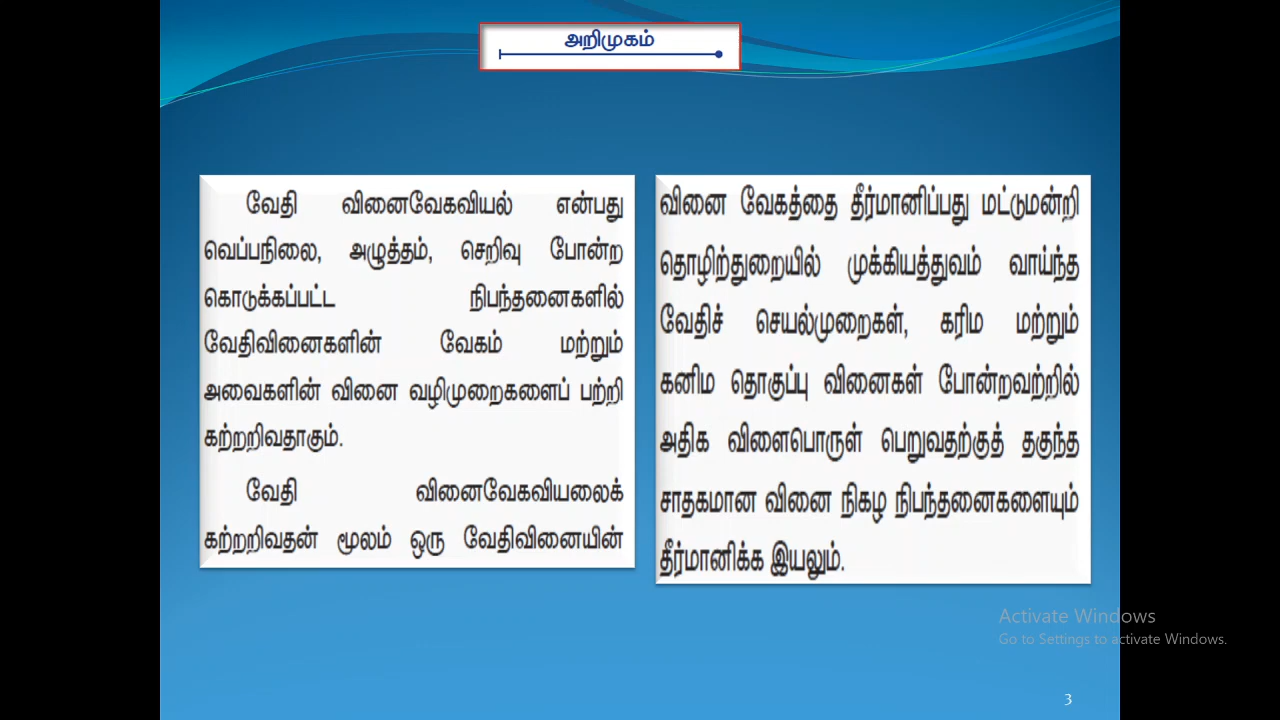 அறிமுகம்
வேதி வினைவேகவியல் என்பது
வெப்பநிலை, அழுத்தம், செறிவு போன்ற
கொடுக்கப்பட்ட நிபந்தனைகளில்
வேதிவினைகளின் வேகம் மற்றும்
அவைகளின் வினை வழிமுறைகளைப் பற்றி
கற்றறிவதாகும்.
வேதி வினைவேகவியலைக்
கற்றறிவதன் மூலம் ஒரு வேதிவினையின்
வினை வேகத்தை தீர்மானிப்பது மட்டுமன்றி
தொழிற்துறையில் முக்கியத்துவம் வாய்ந்த
வேதிச் செயல்முறைகள், கரிம மற்றும்
கனிம தொகுப்பு வினைகள் போன்றவற்றில்
அதிக விளைபொருள் பெறுவதற்குத் தகுந்த
சாதகமான வினை நிகழ நிபந்தனைகளையும்
தீர்மானிக்க இயலும்.
Activate Windows
Go to Settings to activate Windows.
3